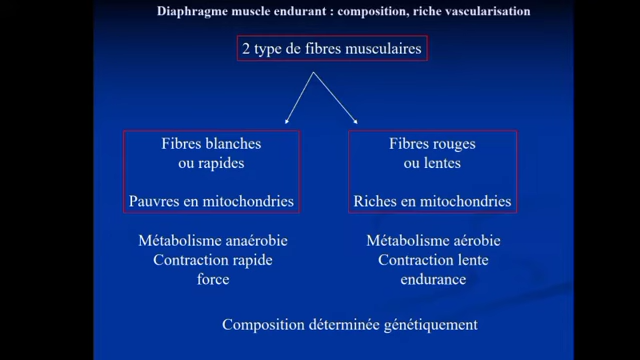 Diaphragme muscle endurant : composition, riche vascularisation
2 type de fibres musculaires
Fibres blanches
ou rapides
Pauvres en mitochondries
Fibres rouges
ou lentes
Riches en mitochondries
Métabolisme anaérobie
Contraction rapide
force
Métabolisme aérobie
Contraction lente
endurance
Composition déterminée génétiquement